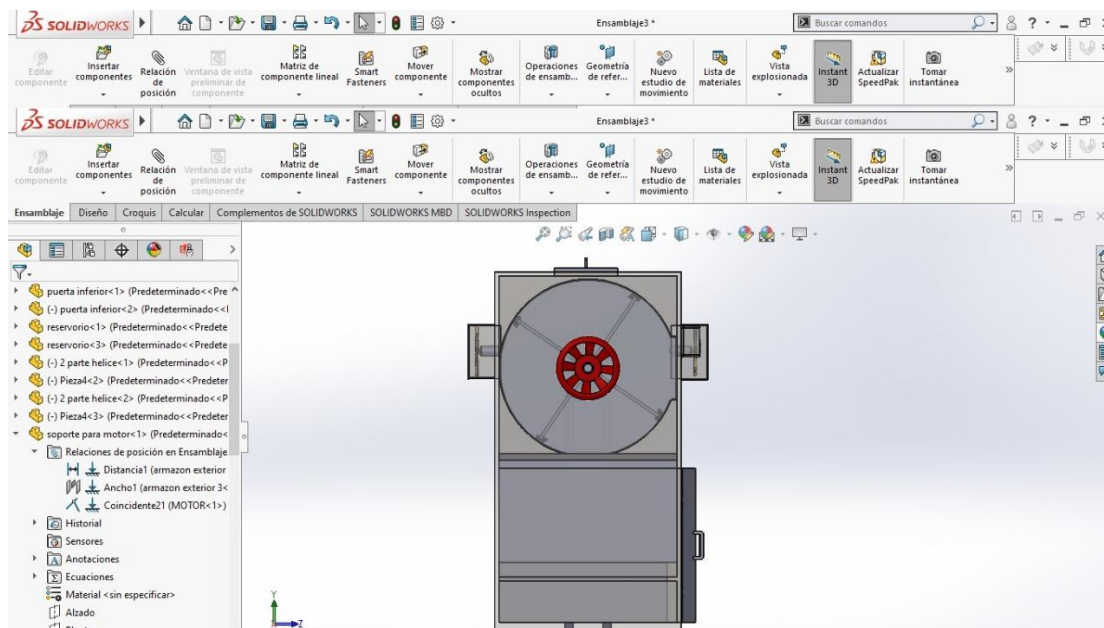 SOLIDWORKS
Ensamblaje3 *
Buscar comandos
?
Editar componente
Insertar componentes
Relación de posición
Ventana de vista preliminar de componente
Matriz de componente lineal
Smart Fasteners
Mover componente
Mostrar componentes ocultos
Operaciones de ensamb...
Geometría de refer...
Nuevo estudio de movimiento
Lista de materiales
Vista explosionada
Instant 3D
Actualizar SpeedPak
Tomar instantánea
SOLIDWORKS
Ensamblaje3 *
Buscar comandos
?
Editar componente
Insertar componentes
Relación de posición
Ventana de vista preliminar de componente
Matriz de componente lineal
Smart Fasteners
Mover componente
Mostrar componentes ocultos
Operaciones de ensamb...
Geometría de refer...
Nuevo estudio de movimiento
Lista de materiales
Vista explosionada
Instant 3D
Actualizar SpeedPak
Tomar instantánea
Ensamblaje Diseño Croquis Calcular Complementos de SOLIDWORKS SOLIDWORKS MBD SOLIDWORKS Inspection
puerta inferior<1> (Predeterminado<<Pre
(-) puerta inferior<2> (Predeterminado<<
reservorio<1> (Predeterminado<<Predete
reservorio<3> (Predeterminado<<Predete
(-) 2 parte helice<1> (Predeterminado<<P
(-) Pieza4<2> (Predeterminado<<Predeter
(-) 2 parte helice<2> (Predeterminado<<P
(-) Pieza4<3> (Predeterminado<<Predeter
soporte para motor<1> (Predeterminado<
Relaciones de posición en Ensamblaje
Distancia1 (armazon exterior
Ancho1 (armazon exterior 3<
Coincidente21 (MOTOR<1>)
Historial
Sensores
Anotaciones
Ecuaciones
Material <sin especificar>
Alzado
Y
Z